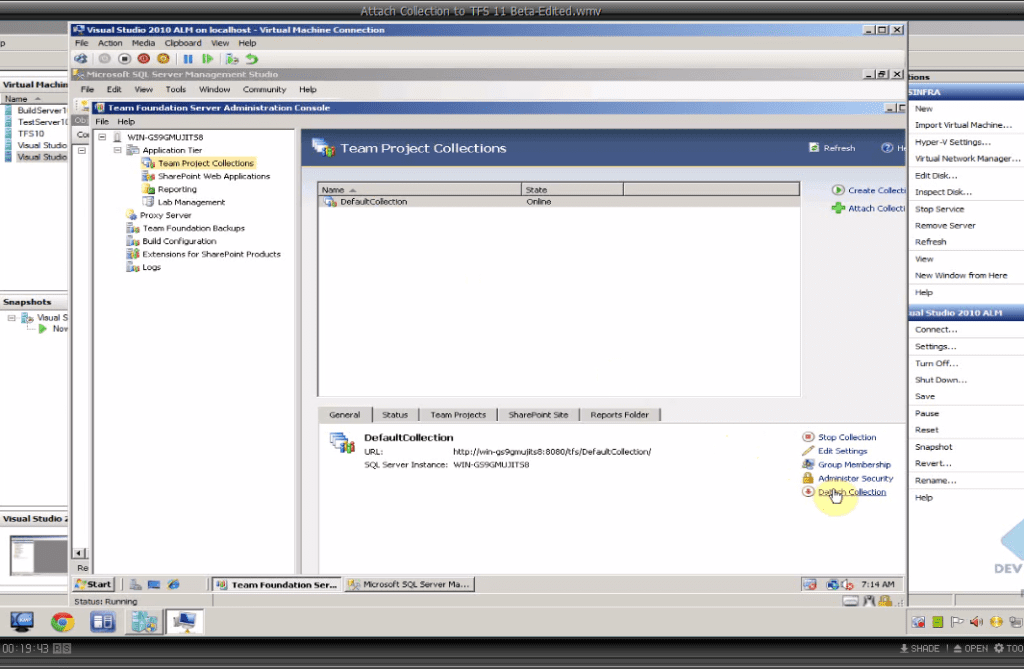 Attach Collection to TFS 11 Beta-Edited.wmv
Visual Studio 2010 ALM on localhost - Virtual Machine Connection
File Action Media Clipboard View Help
Microsoft SQL Server Management Studio
File Edit View Tools Window Community Help
Team Foundation Server Administration Console
File Help
Virtual Machin
Name
BuildServer1
TestServer10
TFS10
Visual Studio
Visual Studio
WIN-GS9GMUJITS8
Application Tier
Team Project Collections
SharePoint Web Applications
Reporting
Lab Management
Proxy Server
Team Foundation Backups
Build Configuration
Extensions for SharePoint Products
Logs
Team Project Collections
Refresh
He
Name State
DefaultCollection Online
Create Collecti
Attach Collecti
General Status Team Projects SharePoint Site Reports Folder
DefaultCollection
URL: http://win-gs9gmujits8:8080/tfs/DefaultCollection/
SQL Server Instance: WIN-GS9GMUJITS8
Stop Collection
Edit Settings
Group Membership
Administer Security
Detach Collection
Snapshots
Visual S
Now
Visual Studio 2
Re
Start
Team Foundation Ser...
Microsoft SQL Server Ma...
7:14 AM
Status: Running
ions
SINFRA
New
Import Virtual Machine...
Hyper-V Settings...
Virtual Network Manager...
Edit Disk...
Inspect Disk...
Stop Service
Remove Server
Refresh
View
New Window from Here
Help
ual Studio 2010 ALM
Connect...
Settings...
Turn Off...
Shut Down...
Save
Pause
Reset
Snapshot
Revert...
Rename...
Help
DEV
00:19:43
SHADE ! OPEN TOO